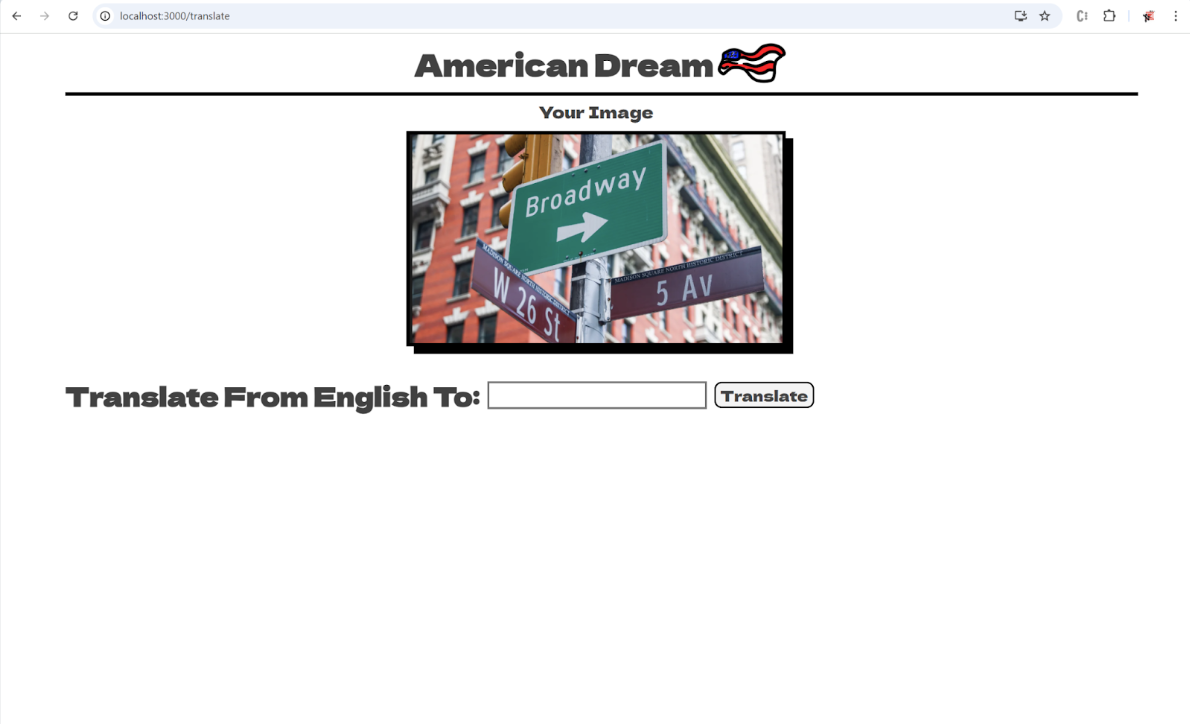 localhost:3000/translate
American Dream
Your Image
Broadway
MADISON SQUARE NORTH HISTORIC DISTRICT
W 26 St
MADISON SQUARE NORTH HISTORIC DISTRICT
5 Av
Translate From English To:
Translate